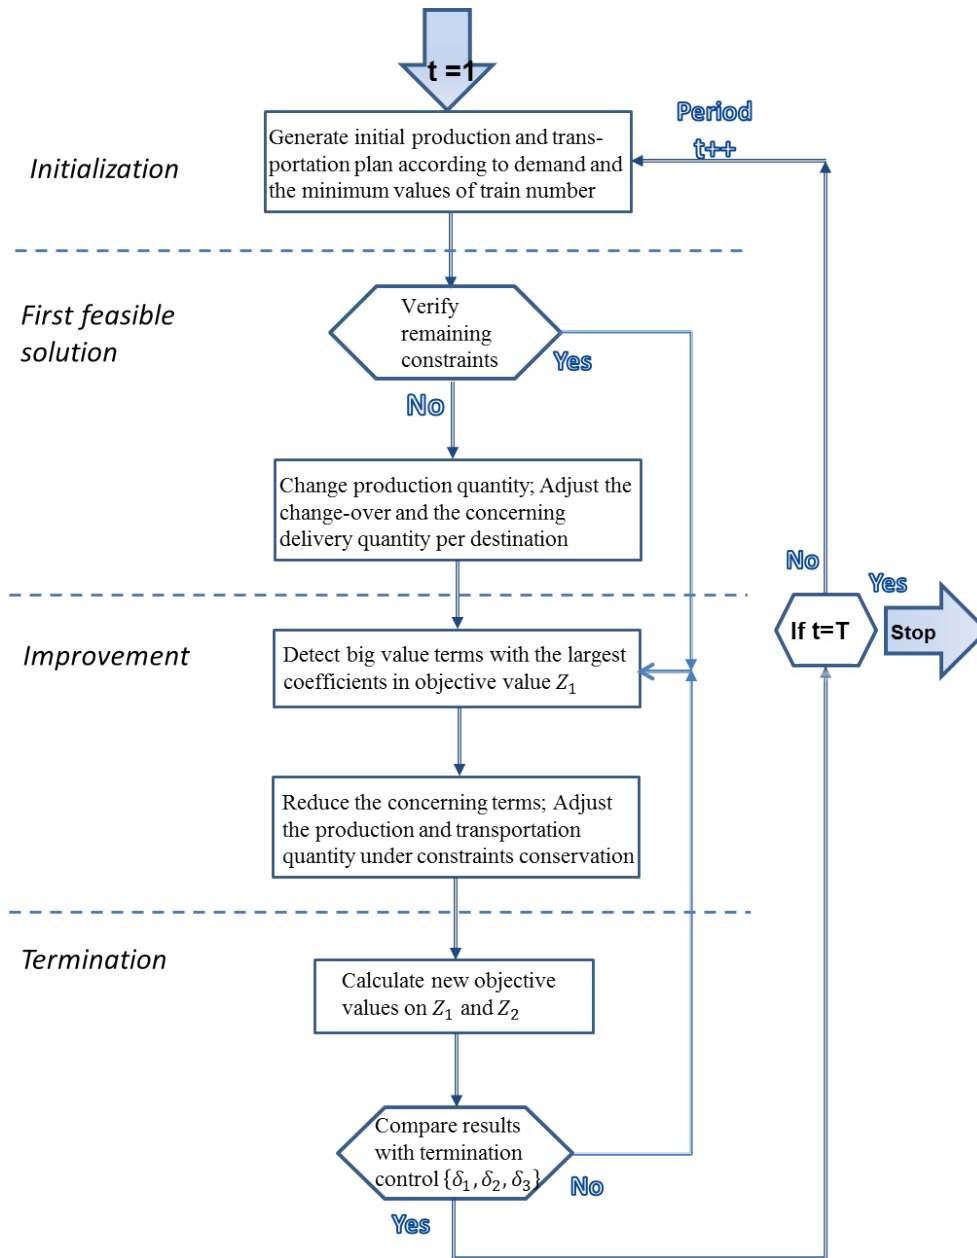 t =1
Period
t++
Initialization
Generate initial production and trans-
portation plan according to demand and
the minimum values of train number
First feasible
solution
Verify
remaining
constraints
Yes
No
Change production quantity; Adjust the
change-over and the concerning
delivery quantity per destination
No
Yes
If t=T
Stop
Improvement
Detect big value terms with the largest
coefficients in objective value Z₁
Reduce the concerning terms; Adjust
the production and transportation
quantity under constraints conservation
Termination
Calculate new objective
values on Z₁ and Z₂
Compare results
with termination
control {δ₁, δ₂, δ₃}
No
Yes